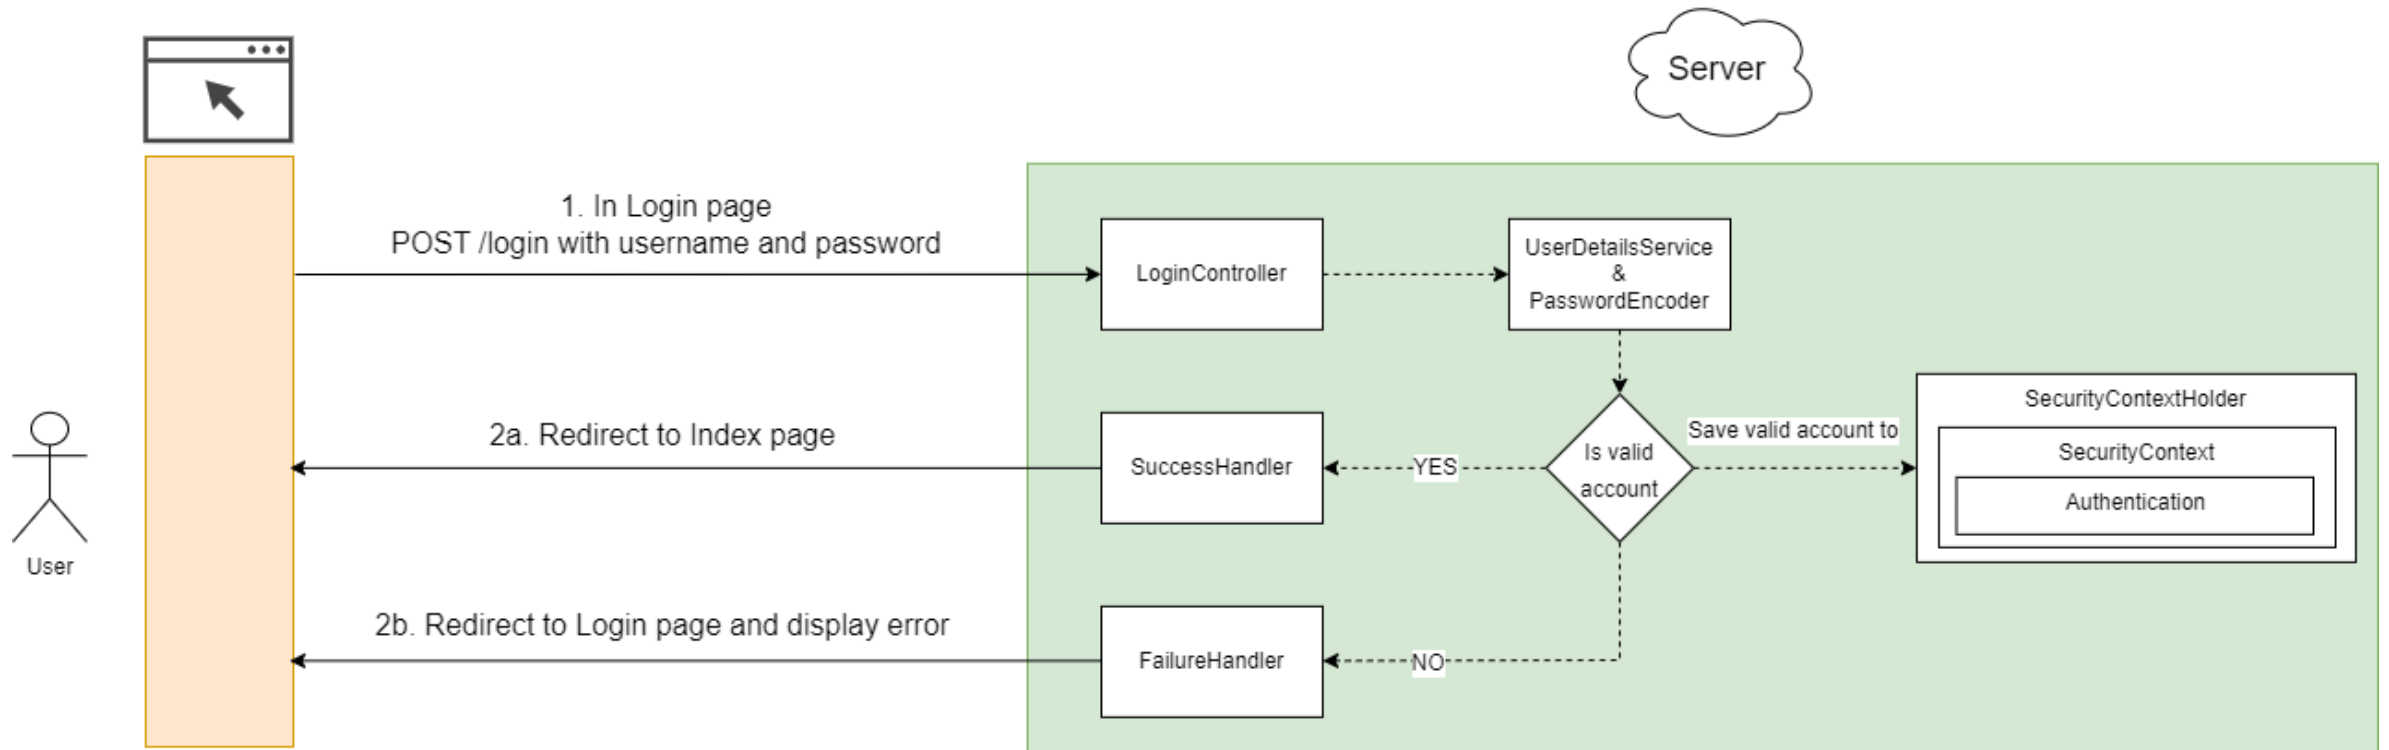 Server
1. In Login page
POST /login with username and password
LoginController
UserDetailsService
&
PasswordEncoder
2a. Redirect to Index page
SuccessHandler
YES
Is valid
account
Save valid account to
SecurityContextHolder
SecurityContext
Authentication
User
2b. Redirect to Login page and display error
FailureHandler
NO